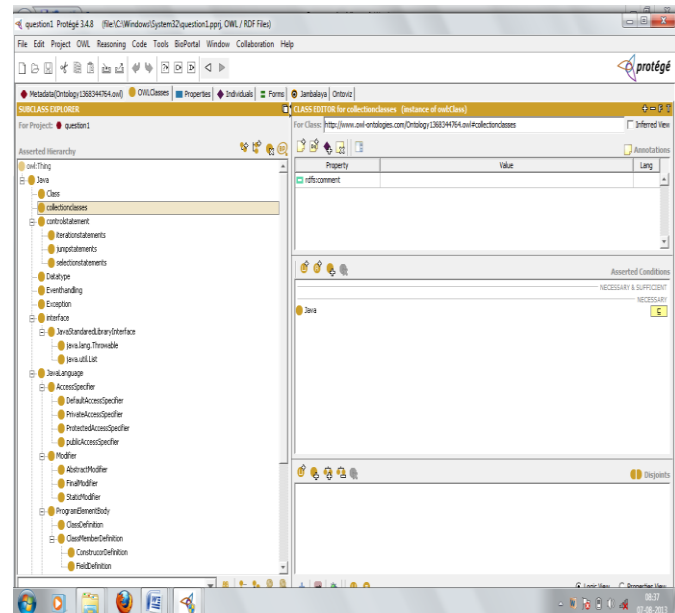 question1 Protégé 3.4.8 (file:\C:\Windows\System32\question1.pprj, OWL / RDF Files)
File Edit Project OWL Reasoning Code Tools BioPortal Window Collaboration Help
protégé
Metadata(Ontology1368344764.owl) OWLClasses Properties Individuals Forms Jambalaya Ontoviz
SUBCLASS EXPLORER
For Project: question1
Asserted Hierarchy
owl:Thing
Java
Class
collectionclasses
controlstatement
iterationstatements
jumpstatements
selectionstatements
Datatype
Eventhandling
Exception
interface
JavaStandaredLibraryInterface
java.lang.Throwable
java.util.List
JavaLanguage
AccessSpecifier
DefaultAccessSpecifier
PrivateAccessSpecifier
ProtectedAccessSpecifier
publicAccessSpecifier
Modifier
AbstractModifier
FinalModifier
StaticModifier
ProgramElementBody
ClassDefinition
ClassMemberDefinition
ConstrucorDefinition
FieldDefinition
CLASS EDITOR for collectionclasses (instance of owl:Class)
For Class: http://www.owl-ontologies.com/Ontology1368344764.owl#collectionclasses
Inferred View
Annotations
Property Value Lang
rdfs:comment
Asserted Conditions
NECESSARY & SUFFICIENT
NECESSARY
Java
Disjoints
Logic View Properties View
08:37
07-08-2013